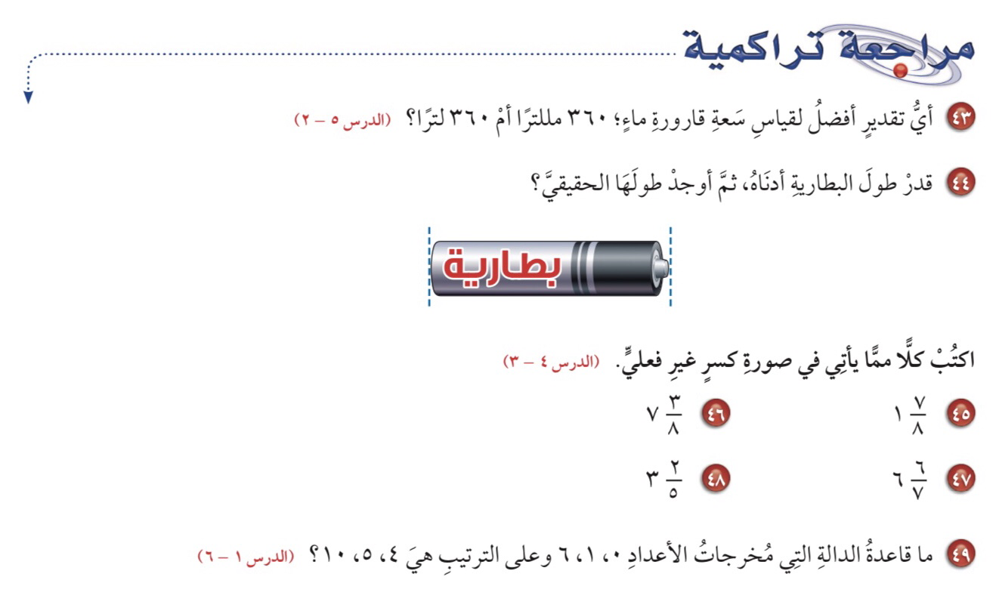 مراجعة تراكمية
٤٣ أيُّ تقديرٍ أفضلُ لقياسِ سَعةِ قارورةِ ماءٍ؛ ٣٦٠ مللترًا أمْ ٣٦٠ لترًا؟ (الدرس ٥ – ٢)
٤٤ قدرْ طولَ البطاريةِ أدنَاهُ، ثمَّ أوجدْ طولَهَا الحقيقيَّ؟
بطارية
اكتُبْ كلًّا ممَّا يأتِي في صورةِ كسرٍ غيرِ فعليٍّ. (الدرس ٤ – ٣)
٤٥ ١ ٧/٨ ٤٦ ٧ ٣/٨
٤٧ ٦ ٦/٧ ٤٨ ٣ ٢/٥
٤٩ ما قاعدةُ الدالةِ التِي مُخرجاتُ الأعدادِ ٠، ١، ٦ وعلى الترتيبِ هيَ ٤، ٥، ١٠؟ (الدرس ١ – ٦)